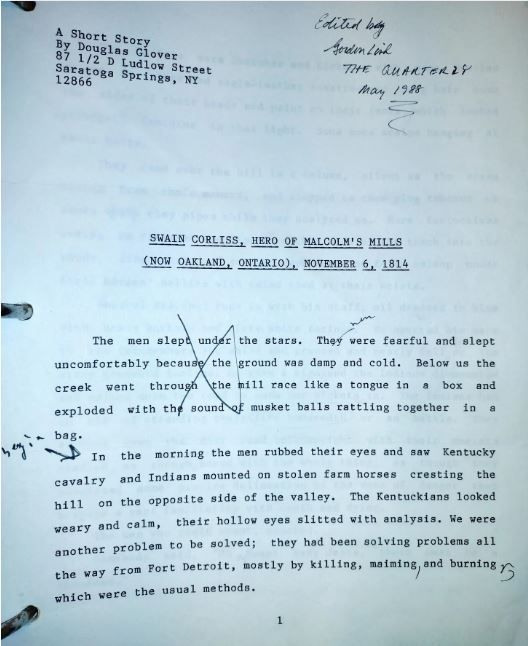 A Short Story
By Douglas Glover
87 1/2 D Ludlow Street
Saratoga Springs, NY
12866
Edited by
Gordon Lish
THE QUARTERLY
May 1988
SWAIN CORLISS, HERO OF MALCOLM'S MILLS
(NOW OAKLAND, ONTARIO), NOVEMBER 6, 1814
men
The men slept under the stars. They were fearful and slept
uncomfortably because the ground was damp and cold. Below us the
creek went through the mill race like a tongue in a box and
exploded with the sound of musket balls rattling together in a
bag.
begin
In the morning the men rubbed their eyes and saw Kentucky
cavalry and Indians mounted on stolen farm horses cresting the
hill on the opposite side of the valley. The Kentuckians looked
weary and calm, their hollow eyes slitted with analysis. We were
another problem to be solved; they had been solving problems all
the way from Fort Detroit, mostly by killing, maiming, and burning,
which were the usual methods.
1